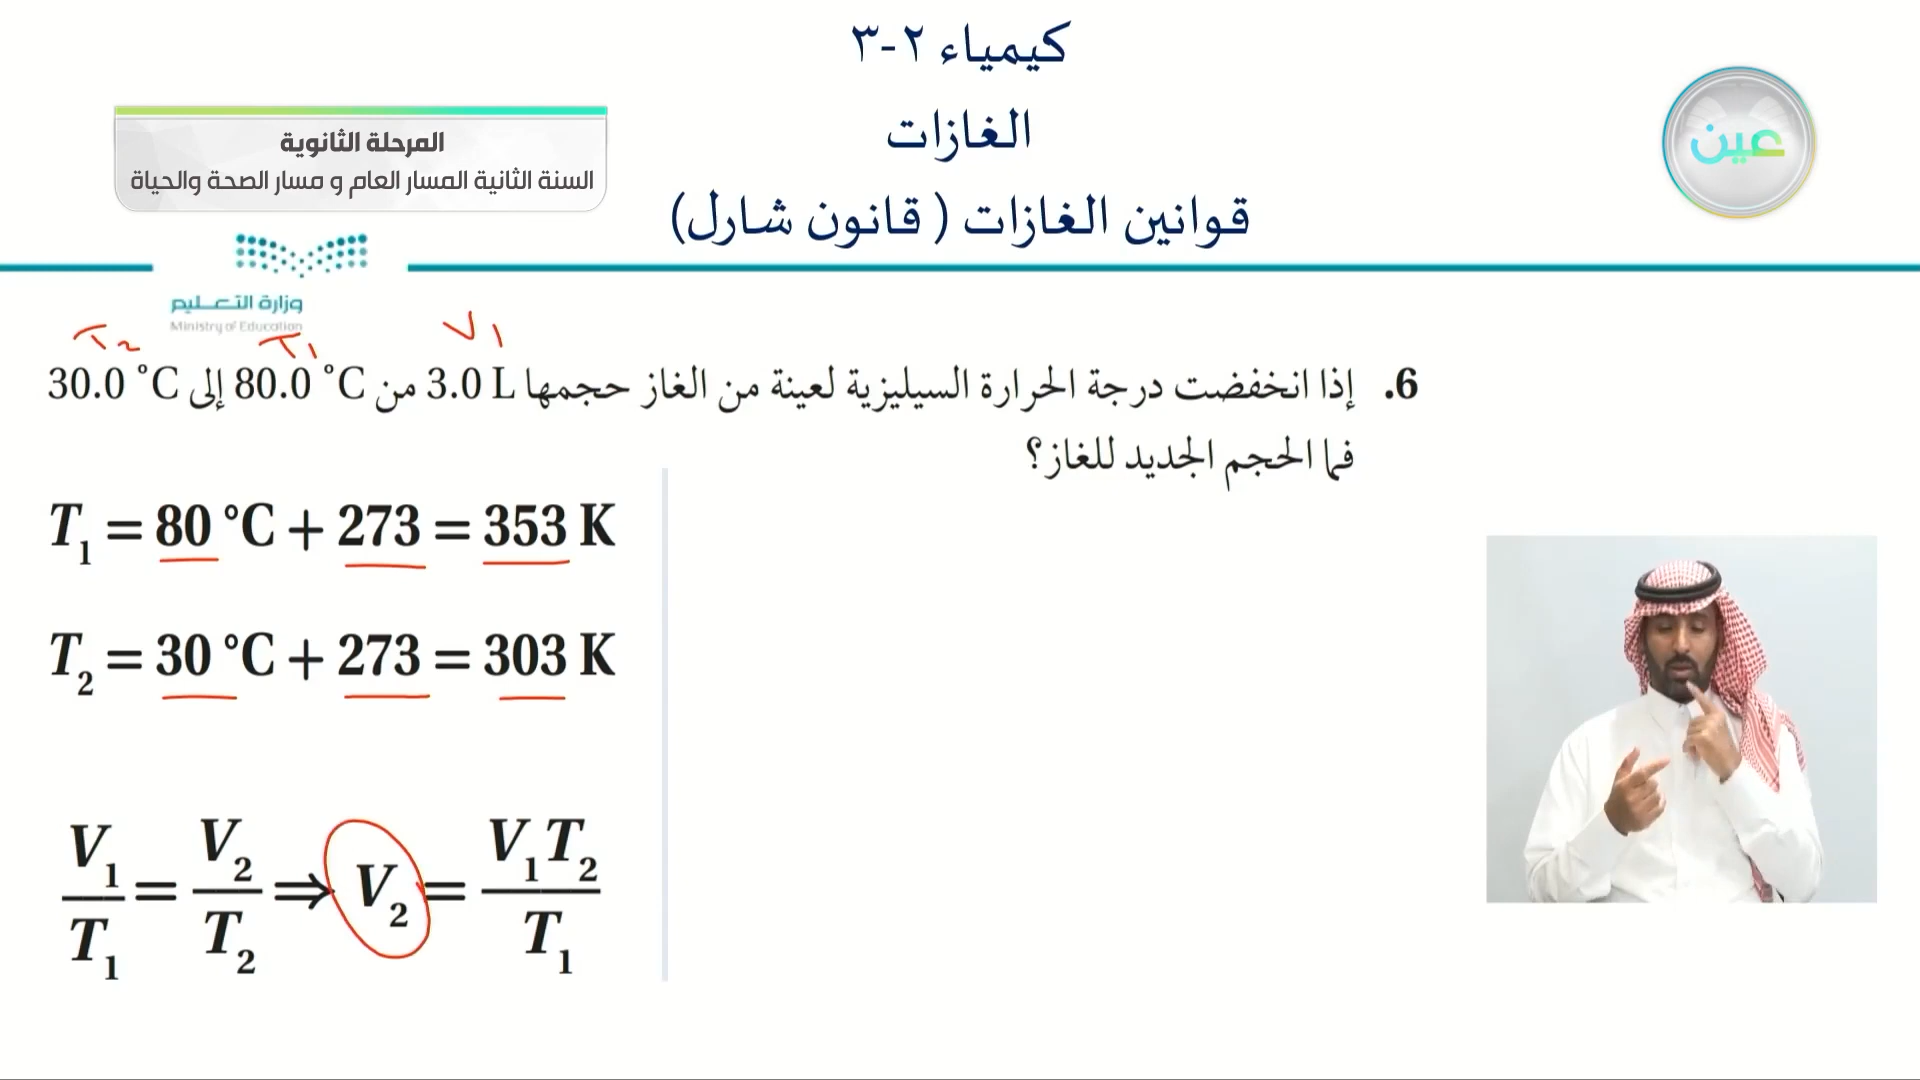 كيمياء ٢-٣
الغازات
قوانين الغازات ( قانون شارل)
المرحلة الثانوية
السنة الثانية المسار العام و مسار الصحة والحياة
عين
وزارة التعليم
Ministry of Education
T2 T1 V1
6. إذا انخفضت درجة الحرارة السيليزية لعينة من الغاز حجمها 3.0 L من 80.0 °C إلى 30.0 °C
فما الحجم الجديد للغاز؟
T₁ = 80 °C + 273 = 353 K
T₂ = 30 °C + 273 = 303 K
V₁/T₁ = V₂/T₂ ⇒ V₂ = V₁T₂/T₁